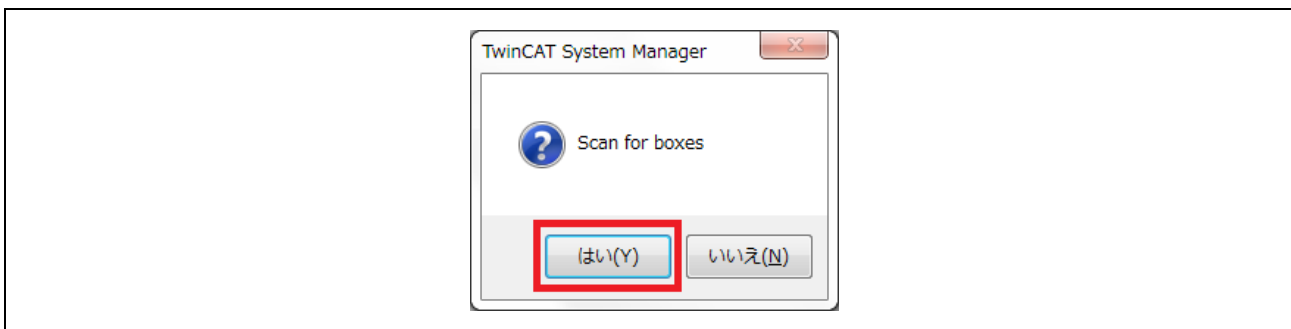 TwinCAT System Manager
Scan for boxes
はい(Y)
いいえ(N)